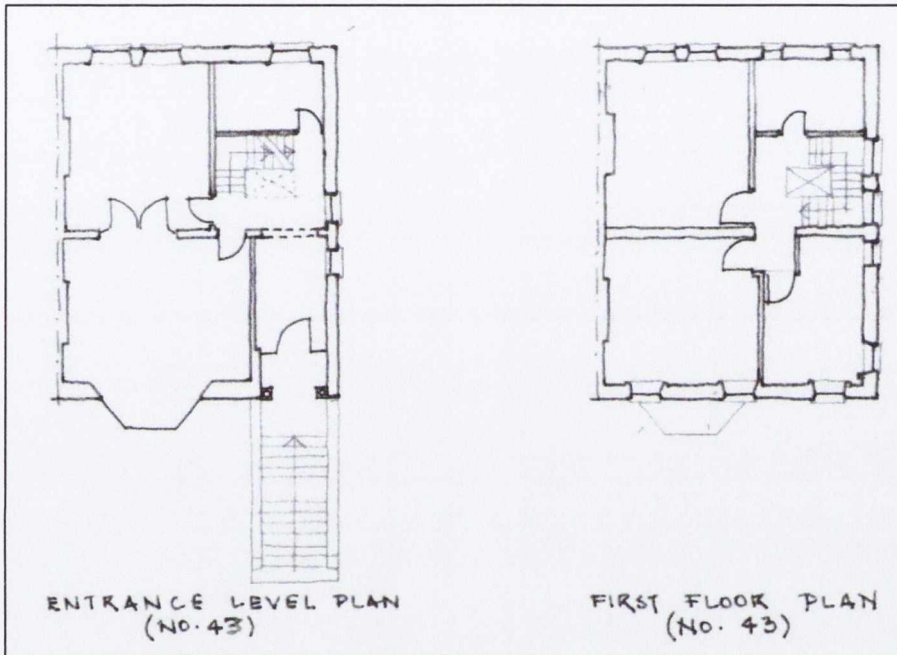 ENTRANCE LEVEL PLAN
(NO. 43)
FIRST FLOOR PLAN
(NO. 43)